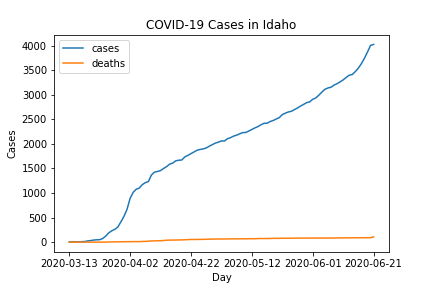 COVID-19 Cases in Idaho
cases
deaths
4000
3500
3000
2500
2000
1500
1000
500
0
Cases
2020-03-13 2020-04-02 2020-04-22 2020-05-12 2020-06-01 2020-06-21
Day